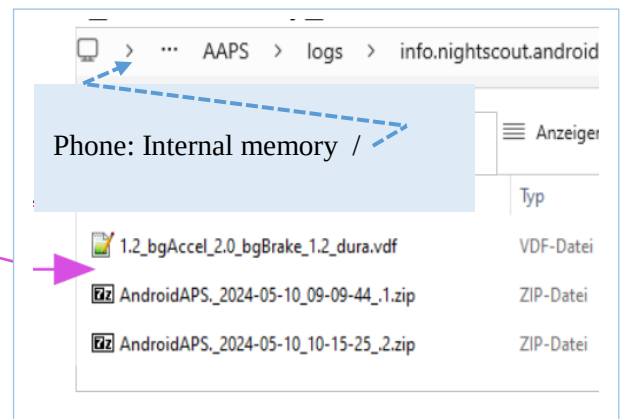 > ... AAPS > logs > info.nightscout.android
Phone: Internal memory /
Anzeigen
Typ
1.2_bgAccel_2.0_bgBrake_1.2_dura.vdf VDF-Datei
AndroidAPS._2024-05-10_09-09-44_.1.zip ZIP-Datei
AndroidAPS._2024-05-10_10-15-25_.2.zip ZIP-Datei